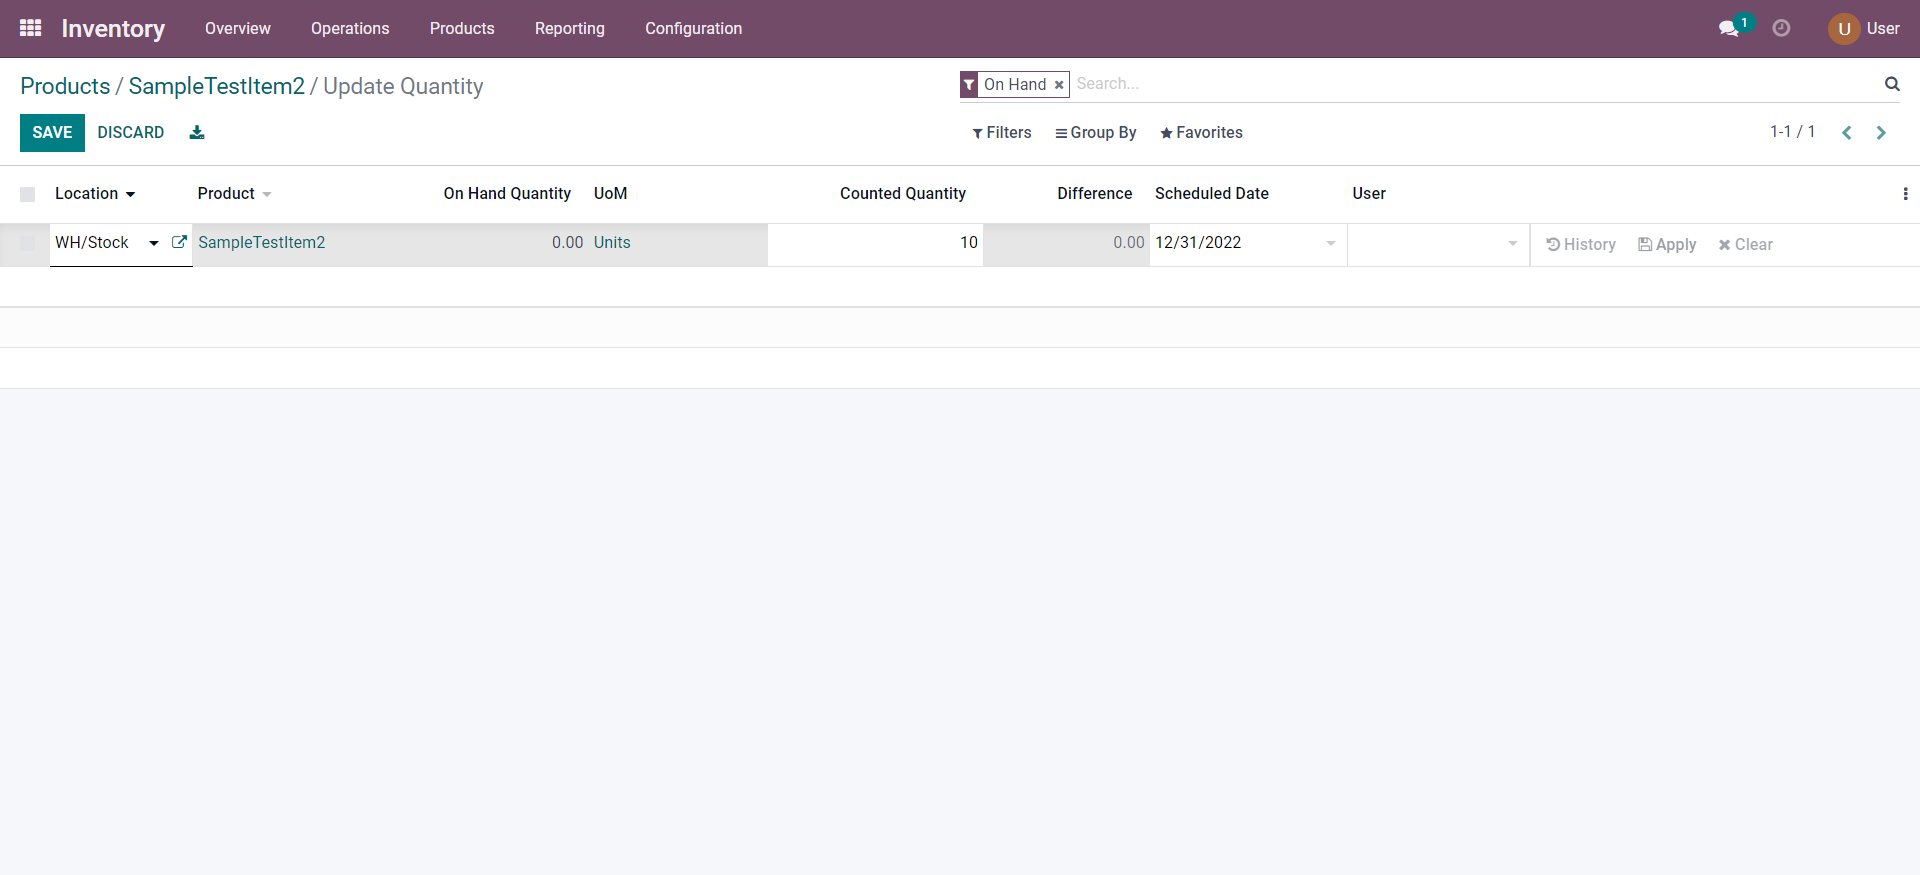 Inventory Overview Operations Products Reporting Configuration 1 U User
Products / SampleTestItem2 / Update Quantity
On Hand Search...
SAVE DISCARD Filters Group By Favorites 1-1 / 1
Location Product On Hand Quantity UoM Counted Quantity Difference Scheduled Date User
WH/Stock SampleTestItem2 0.00 Units 10 0.00 12/31/2022 History Apply Clear